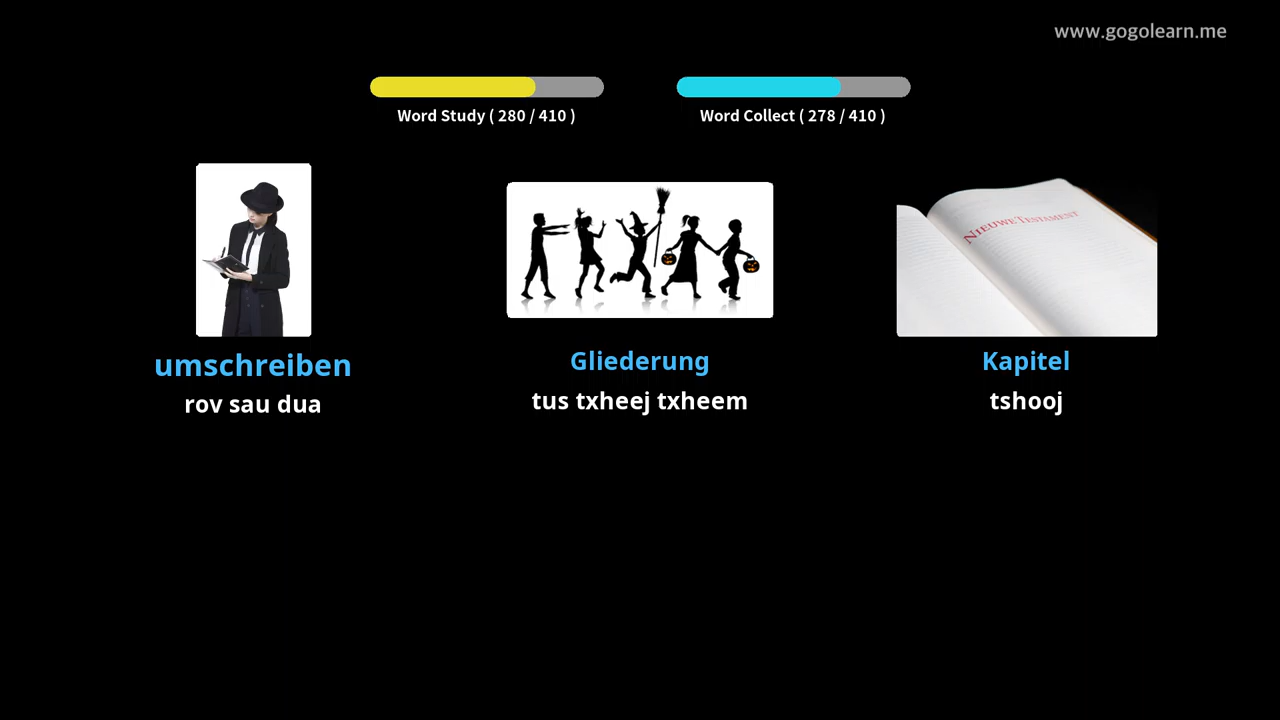 www.gogolearn.me
Word Study ( 280 / 410 )
Word Collect ( 278 / 410 )
NIEUWE TESTAMENT
umschreiben
rov sau dua
Gliederung
tus txheej txheem
Kapitel
tshooj